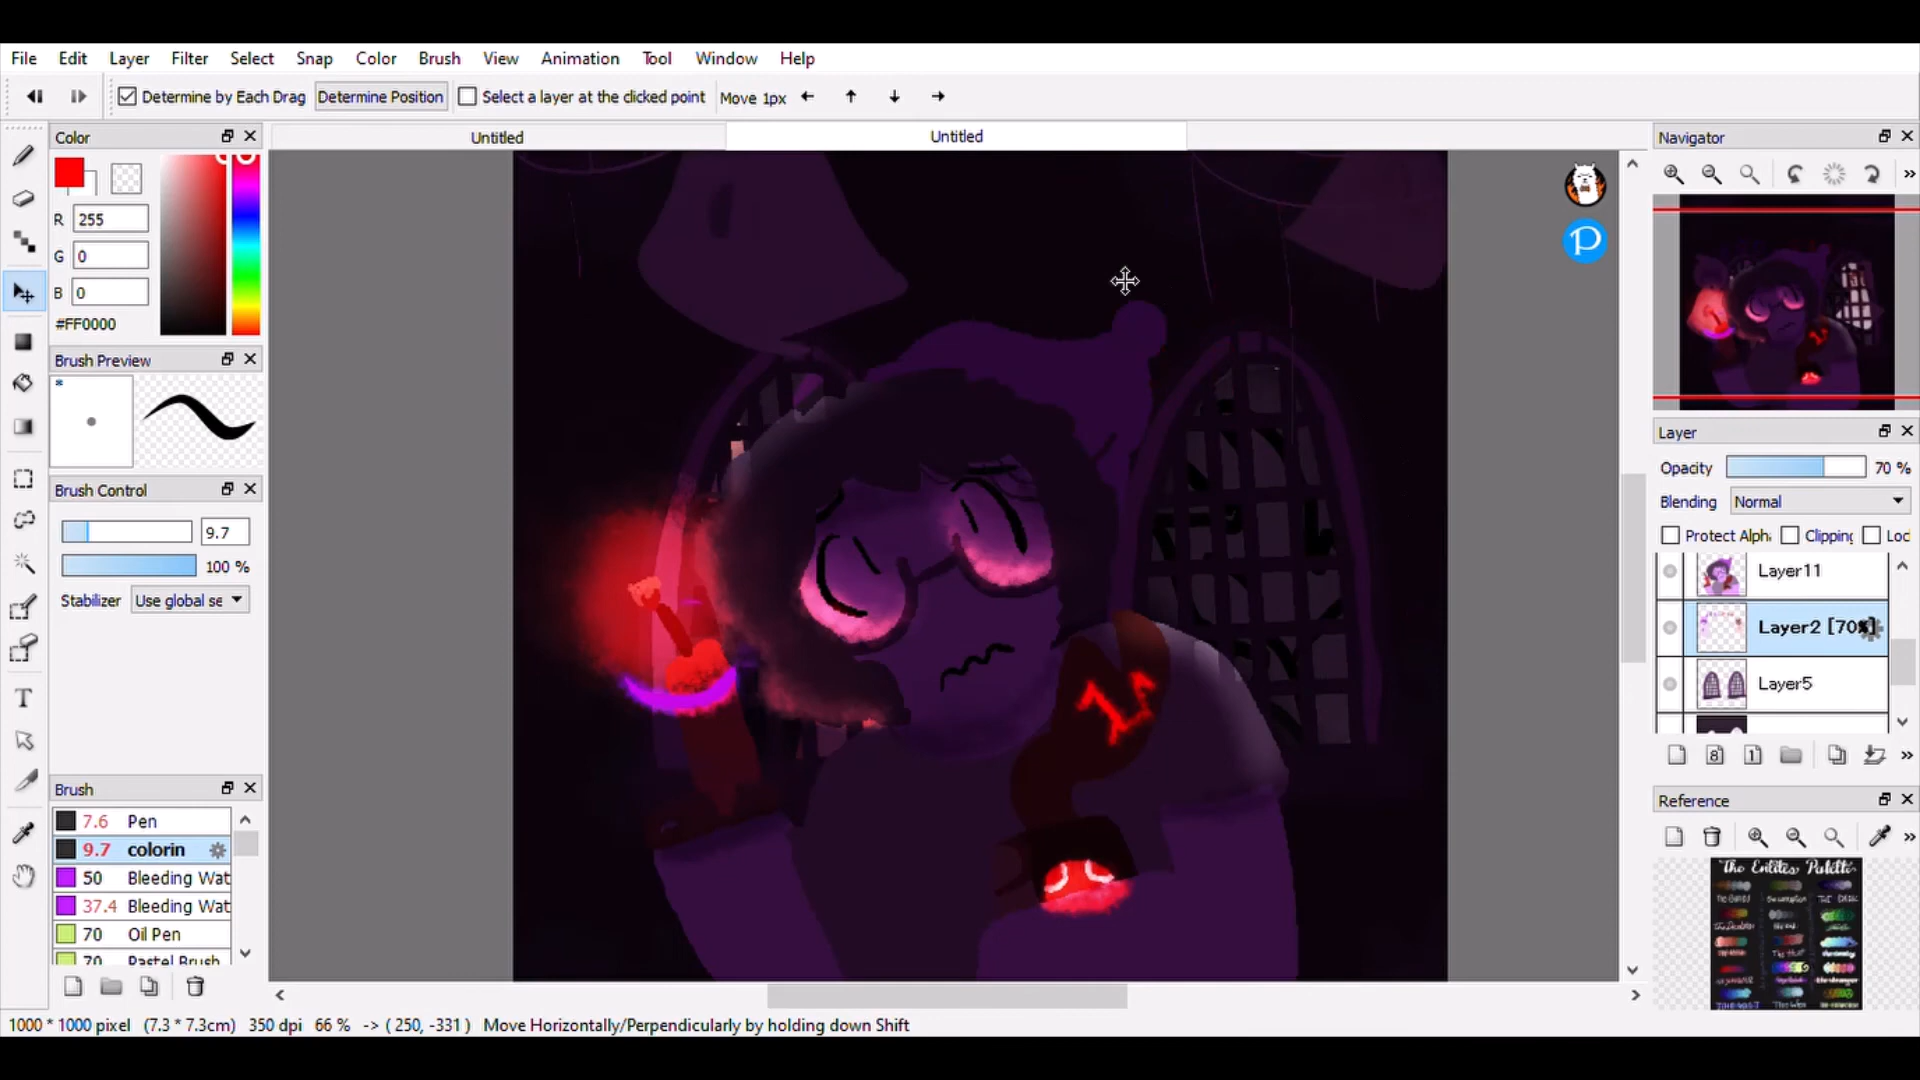 File Edit Layer Filter Select Snap Color Brush View Animation Tool Window Help
Determine by Each Drag Determine Position Select a layer at the clicked point Move 1px
Color
Untitled
Untitled
Navigator
R 255
G 0
B 0
#FF0000
Brush Preview
*
Layer
Opacity 70 %
Blending Normal
Brush Control
9.7
Protect Alph Clipping Loc
100 %
Layer11
Stabilizer Use global se
Layer2 [70%]
Layer5
8 1
Brush
Reference
7.6 Pen
9.7 colorin
50 Bleeding Wat
37.4 Bleeding Wat
70 Oil Pen
70 Pastel Brush
The Entities Palette
1000 * 1000 pixel (7.3 * 7.3cm) 350 dpi 66 % -> ( 250, -331 ) Move Horizontally/Perpendicularly by holding down Shift